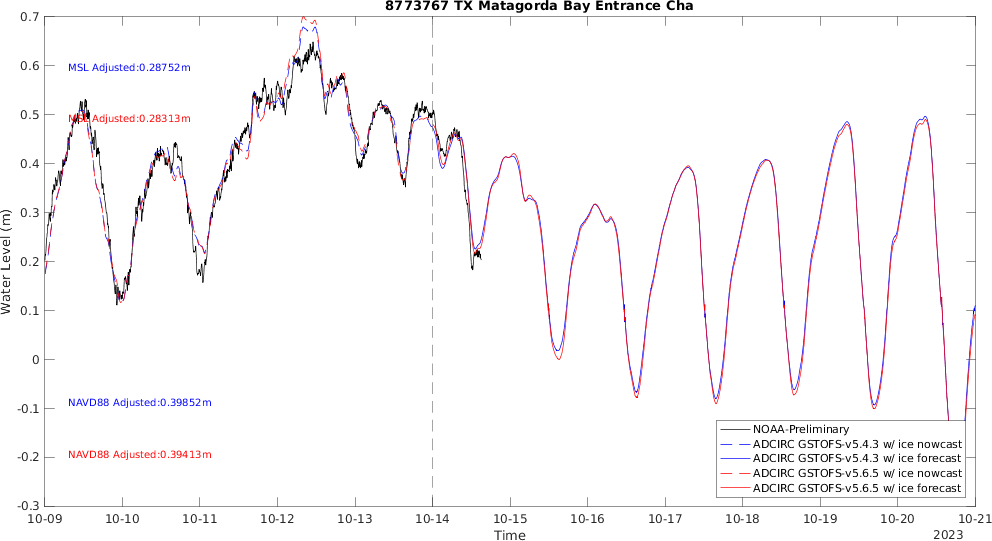 8773767 TX Matagorda Bay Entrance Cha
0.7
0.6
0.5
0.4
0.3
0.2
0.1
0
-0.1
-0.2
-0.3
Water Level (m)
MSL Adjusted:0.28752m
MSL Adjusted:0.28313m
NAVD88 Adjusted:0.39852m
NAVD88 Adjusted:0.39413m
NOAA-Preliminary
ADCIRC GSTOFS-v5.4.3 w/ ice nowcast
ADCIRC GSTOFS-v5.4.3 w/ ice forecast
ADCIRC GSTOFS-v5.6.5 w/ ice nowcast
ADCIRC GSTOFS-v5.6.5 w/ ice forecast
10-09 10-10 10-11 10-12 10-13 10-14 10-15 10-16 10-17 10-18 10-19 10-20 10-21
Time
2023